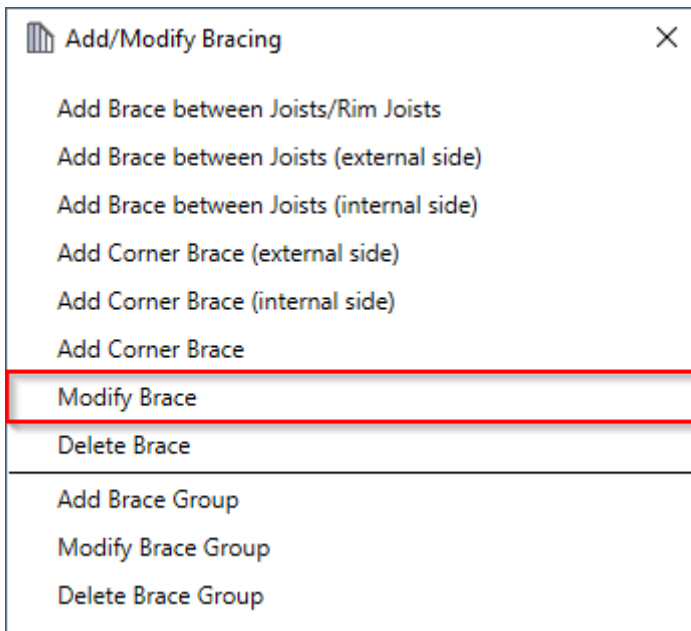 Add/Modify Bracing
Add Brace between Joists/Rim Joists
Add Brace between Joists (external side)
Add Brace between Joists (internal side)
Add Corner Brace (external side)
Add Corner Brace (internal side)
Add Corner Brace
Modify Brace
Delete Brace
Add Brace Group
Modify Brace Group
Delete Brace Group